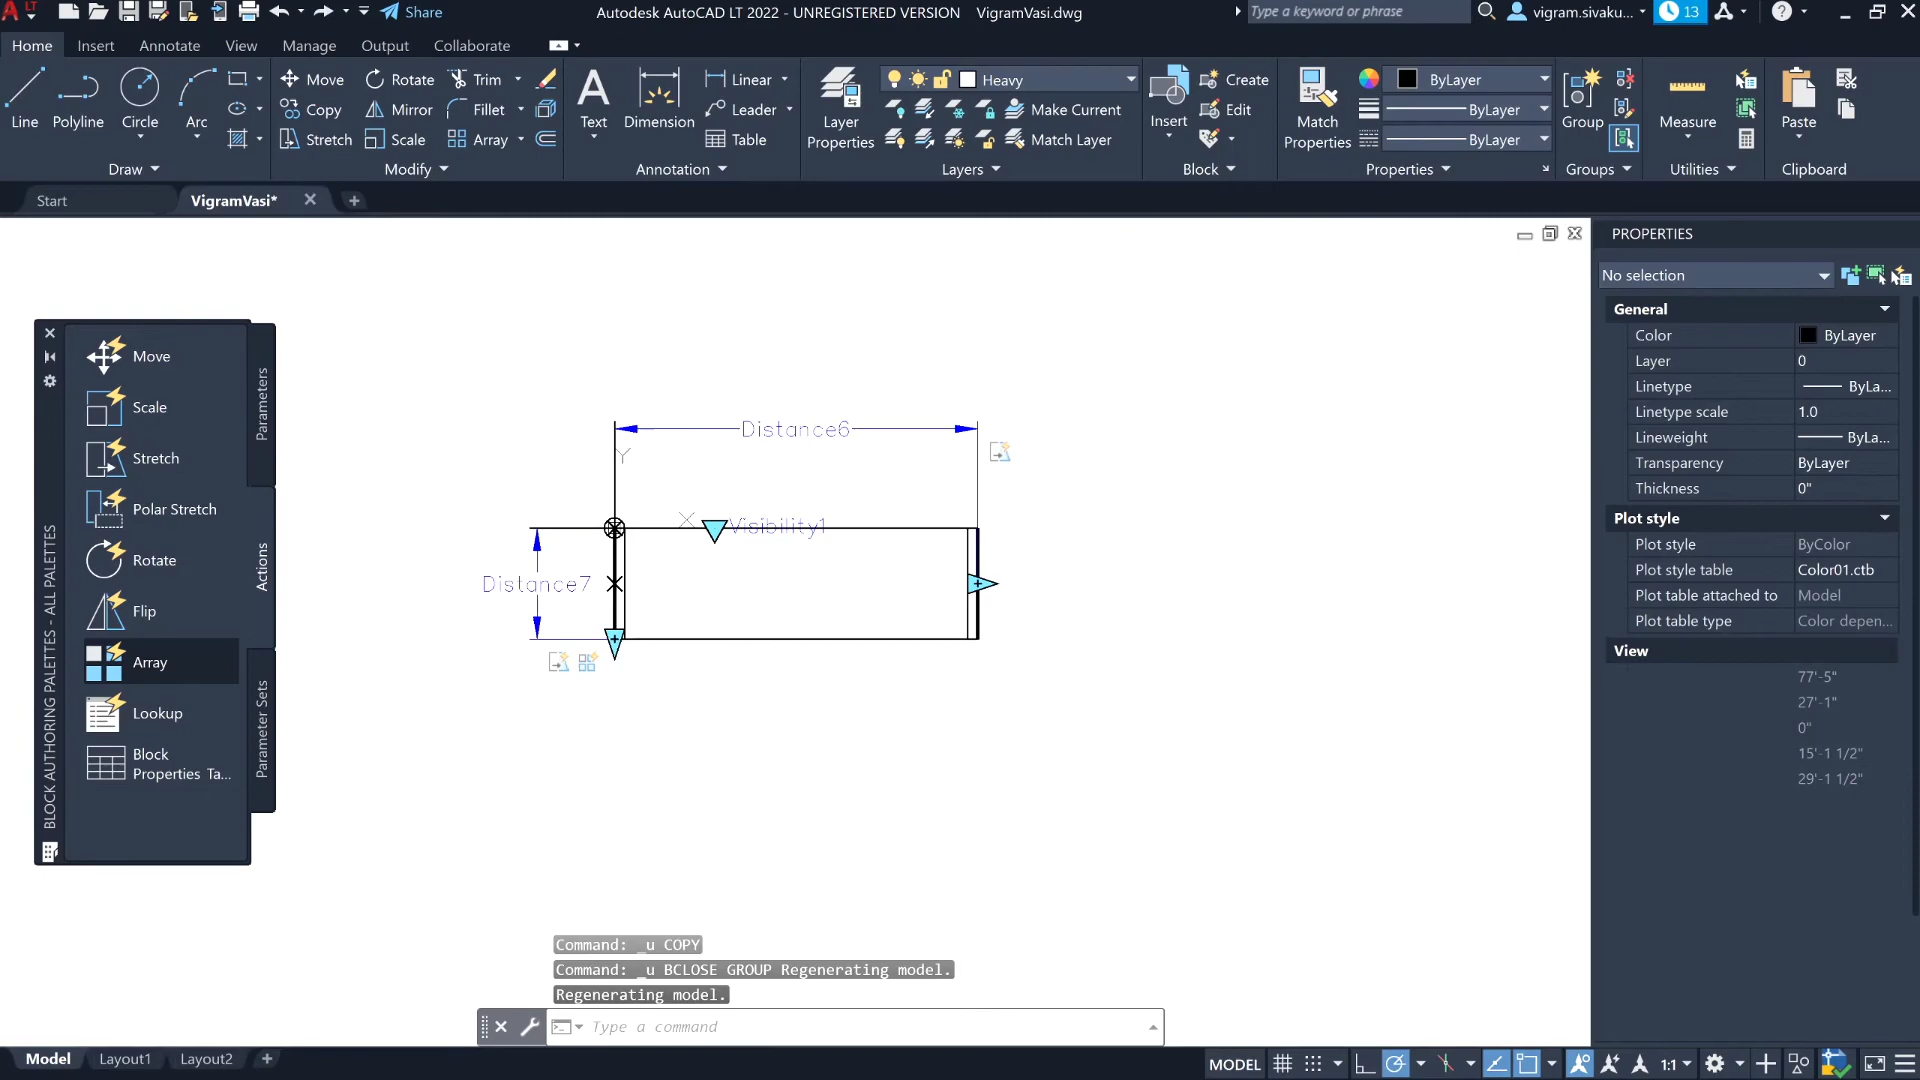 LT
Share
Autodesk AutoCAD LT 2022 - UNREGISTERED VERSION VigramVasi.dwg
Type a keyword or phrase
vigram.sivaku...
13
Home Insert Annotate View Manage Output Collaborate
Line
Polyline
Circle
Arc
Draw
Move Rotate Trim
Copy Mirror Fillet
Stretch Scale Array
Modify
Text
Dimension
Linear
Leader
Table
Annotation
Layer
Properties
Heavy
Make Current
Match Layer
Layers
Insert
Create
Edit
Block
Match
Properties
ByLayer
ByLayer
ByLayer
Properties
Group
Groups
Measure
Utilities
Paste
Clipboard
Start
VigramVasi*
BLOCK AUTHORING PALETTES - ALL PALETTES
Move
Scale
Stretch
Polar Stretch
Rotate
Flip
Array
Lookup
Block
Properties Ta...
Parameters
Actions
Parameter Sets
Distance6
Y
X
Visibility1
Distance7
PROPERTIES
No selection
General
Color ByLayer
Layer 0
Linetype ByLa...
Linetype scale 1.0
Lineweight ByLa...
Transparency ByLayer
Thickness 0"
Plot style
Plot style ByColor
Plot style table Color01.ctb
Plot table attached to Model
Plot table type Color depen...
View
77'-5"
27'-1"
0"
15'-1 1/2"
29'-1 1/2"
Command: _u COPY
Command: _u BCLOSE GROUP Regenerating model.
Regenerating model.
Type a command
Model Layout1 Layout2
MODEL
1:1